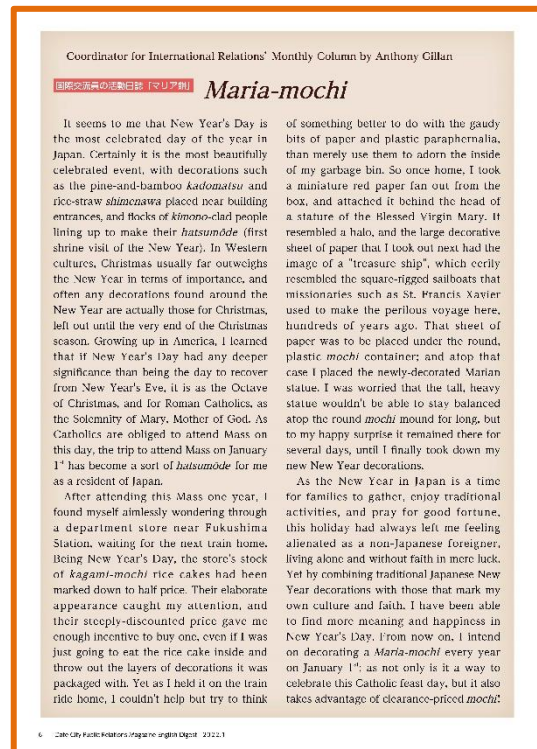 Coordinator for International Relations' Monthly Column by Anthony Gillan
国際交流員の活動日誌「マリア餅」
Maria-mochi
It seems to me that New Year's Day is
the most celebrated day of the year in
Japan. Certainly it is the most beautifully
celebrated event, with decorations such
as the pine-and-bamboo kadomatsu and
rice-straw shimenawa placed near building
entrances, and flocks of kimono-clad people
lining up to make their hatsumōde (first
shrine visit of the New Year). In Western
cultures, Christmas usually far outweighs
the New Year in terms of importance, and
often any decorations found around the
New Year are actually those for Christmas,
left out until the very end of the Christmas
season. Growing up in America, I learned
that if New Year's Day had any deeper
significance than being the day to recover
from New Year's Eve, it is as the Octave
of Christmas, and for Roman Catholics, as
the Solemnity of Mary, Mother of God. As
Catholics are obliged to attend Mass on
this day, the trip to attend Mass on January
1st has become a sort of hatsumōde for me
as a resident of Japan.
After attending this Mass one year, I
found myself aimlessly wondering through
a department store near Fukushima
Station, waiting for the next train home.
Being New Year's Day, the store's stock
of kagami-mochi rice cakes had been
marked down to half price. Their elaborate
appearance caught my attention, and
their steeply-discounted price gave me
enough incentive to buy one, even if I was
just going to eat the rice cake inside and
throw out the layers of decorations it was
packaged with. Yet as I held it on the train
ride home, I couldn't help but try to think
of something better to do with the gaudy
bits of paper and plastic paraphernalia,
than merely use them to adorn the inside
of my garbage bin. So once home, I took
a miniature red paper fan out from the
box, and attached it behind the head of
a stature of the Blessed Virgin Mary. It
resembled a halo, and the large decorative
sheet of paper that I took out next had the
image of a "treasure ship", which eerily
resembled the square-rigged sailboats that
missionaries such as St. Francis Xavier
used to make the perilous voyage here,
hundreds of years ago. That sheet of
paper was to be placed under the round,
plastic mochi container; and atop that
case I placed the newly-decorated Marian
statue. I was worried that the tall, heavy
statue wouldn't be able to stay balanced
atop the round mochi mound for long, but
to my happy surprise it remained there for
several days, until I finally took down my
new New Year decorations.
As the New Year in Japan is a time
for families to gather, enjoy traditional
activities, and pray for good fortune,
this holiday had always left me feeling
alienated as a non-Japanese foreigner,
living alone and without faith in mere luck.
Yet by combining traditional Japanese New
Year decorations with those that mark my
own culture and faith, I have been able
to find more meaning and happiness in
New Year's Day. From now on, I intend
on decorating a Maria-mochi every year
on January 1st: as not only is it a way to
celebrate this Catholic feast day, but it also
takes advantage of clearance-priced mochi!
6 Date City Public Relations Magazine English Digest 2022.1